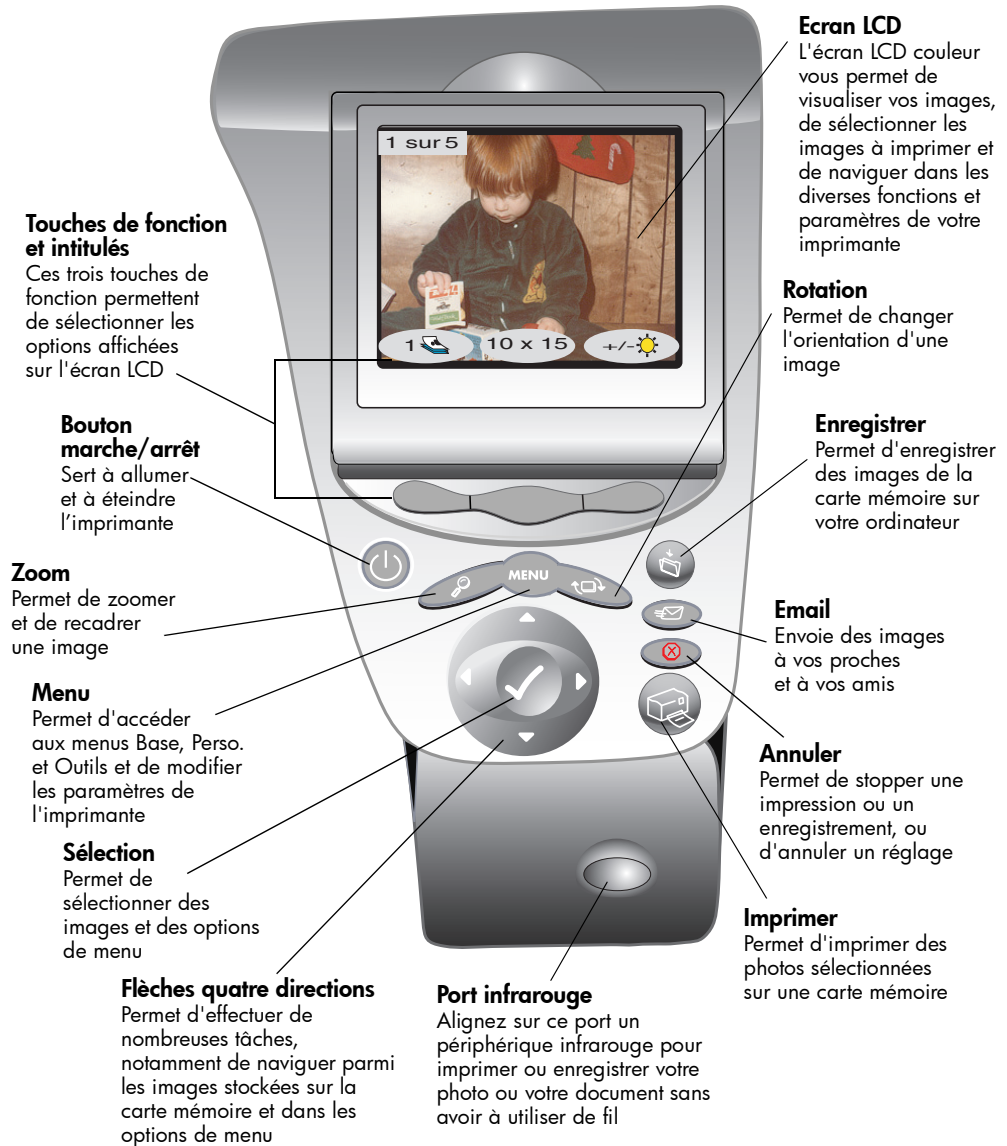 Ecran LCD
L'écran LCD couleur
vous permet de
visualiser vos images,
de sélectionner les
images à imprimer et
de naviguer dans les
diverses fonctions et
paramètres de votre
imprimante
1 sur 5
1
10 x 15
+/-
Touches de fonction
et intitulés
Ces trois touches de
fonction permettent
de sélectionner les
options affichées
sur l'écran LCD
Rotation
Permet de changer
l'orientation d'une
image
Bouton
marche/arrêt
Sert à allumer
et à éteindre
l’imprimante
Enregistrer
Permet d'enregistrer
des images de la
carte mémoire sur
votre ordinateur
MENU
Zoom
Permet de zoomer
et de recadrer
une image
Email
Envoie des images
à vos proches
et à vos amis
Menu
Permet d'accéder
aux menus Base, Perso.
et Outils et de modifier
les paramètres de
l'imprimante
Annuler
Permet de stopper une
impression ou un
enregistrement, ou
d'annuler un réglage
Sélection
Permet de
sélectionner des
images et des options
de menu
Imprimer
Permet d'imprimer des
photos sélectionnées
sur une carte mémoire
Flèches quatre directions
Permet d'effectuer de
nombreuses tâches,
notamment de naviguer parmi
les images stockées sur la
carte mémoire et dans les
options de menu
Port infrarouge
Alignez sur ce port un
périphérique infrarouge pour
imprimer ou enregistrer votre
photo ou votre document sans
avoir à utiliser de fil